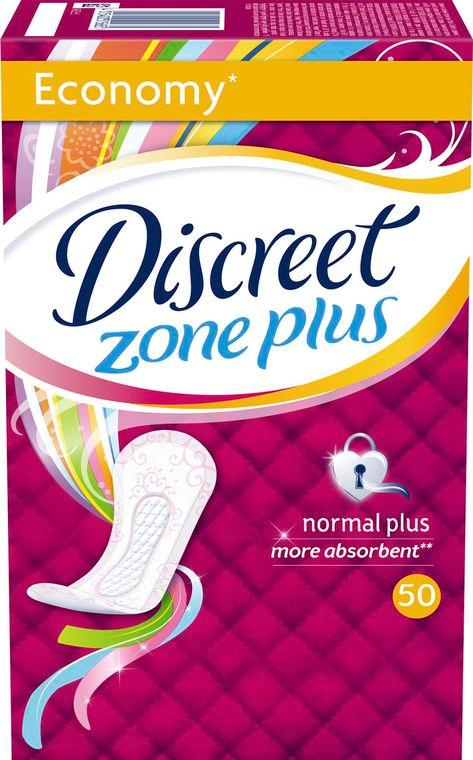 Economy*
Discreet
zone plus
normal plus
more absorbent**
50